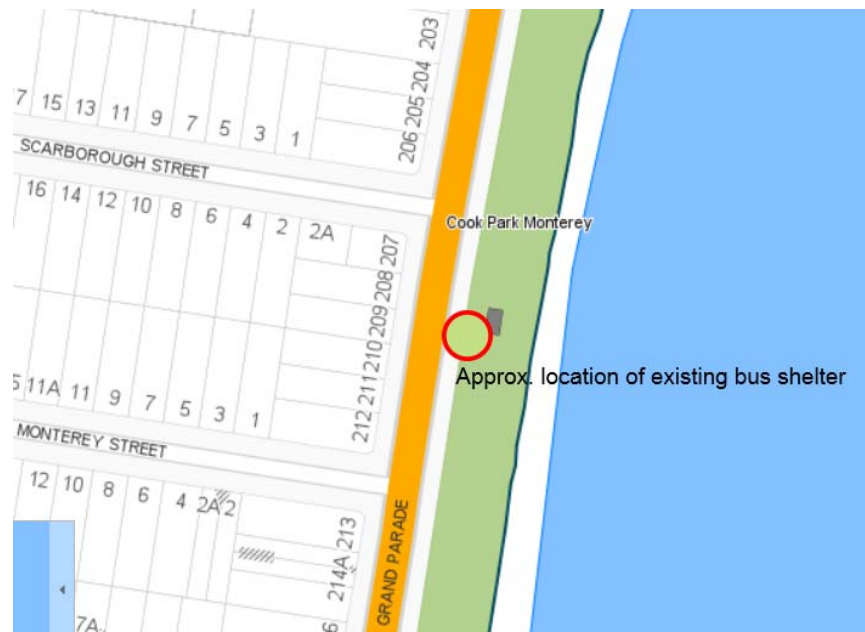 203
204
205
206
7 15 13 11 9 7 5 3 1
SCARBOROUGH STREET
16 14 12 10 8 6 4 2 2A
207
208
209
210
211
212
Cook Park Monterey
Approx. location of existing bus shelter
11A 11 9 7 5 3 1
MONTEREY STREET
12 10 8 6 4 2A 2
213
214A
GRAND PARADE
7A